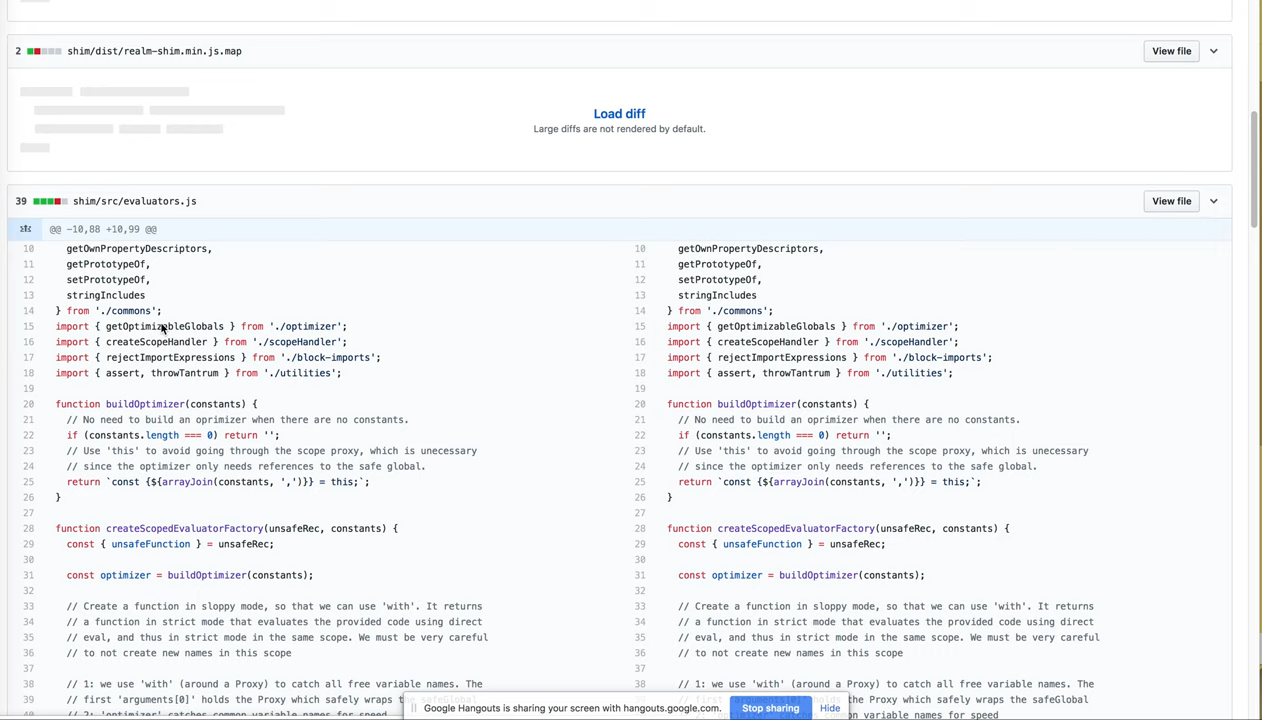 2 shim/dist/realm-shim.min.js.map View file
Load diff
Large diffs are not rendered by default.
39 shim/src/evaluators.js View file
@@ -10,88 +10,99 @@
10 getOwnPropertyDescriptors,
11 getPrototypeOf,
12 setPrototypeOf,
13 stringIncludes
14 } from './commons';
15 import { getOptimizableGlobals } from './optimizer';
16 import { createScopeHandler } from './scopeHandler';
17 import { rejectImportExpressions } from './block-imports';
18 import { assert, throwTantrum } from './utilities';
19
20 function buildOptimizer(constants) {
21 // No need to build an oprimizer when there are no constants.
22 if (constants.length === 0) return '';
23 // Use 'this' to avoid going through the scope proxy, which is unecessary
24 // since the optimizer only needs references to the safe global.
25 return `const {${arrayJoin(constants, ',')}} = this;`;
26 }
27
28 function createScopedEvaluatorFactory(unsafeRec, constants) {
29 const { unsafeFunction } = unsafeRec;
30
31 const optimizer = buildOptimizer(constants);
32
33 // Create a function in sloppy mode, so that we can use 'with'. It returns
34 // a function in strict mode that evaluates the provided code using direct
35 // eval, and thus in strict mode in the same scope. We must be very careful
36 // to not create new names in this scope
37
38 // 1: we use 'with' (around a Proxy) to catch all free variable names. The
39 // first 'arguments[0]' holds the Proxy which safely wraps the safeGlobal
40 // 2: 'optimizer' catches common variable names for speed
10 getOwnPropertyDescriptors,
11 getPrototypeOf,
12 setPrototypeOf,
13 stringIncludes
14 } from './commons';
15 import { getOptimizableGlobals } from './optimizer';
16 import { createScopeHandler } from './scopeHandler';
17 import { rejectImportExpressions } from './block-imports';
18 import { assert, throwTantrum } from './utilities';
19
20 function buildOptimizer(constants) {
21 // No need to build an oprimizer when there are no constants.
22 if (constants.length === 0) return '';
23 // Use 'this' to avoid going through the scope proxy, which is unecessary
24 // since the optimizer only needs references to the safe global.
25 return `const {${arrayJoin(constants, ',')}} = this;`;
26 }
27
28 function createScopedEvaluatorFactory(unsafeRec, constants) {
29 const { unsafeFunction } = unsafeRec;
30
31 const optimizer = buildOptimizer(constants);
32
33 // Create a function in sloppy mode, so that we can use 'with'. It returns
34 // a function in strict mode that evaluates the provided code using direct
35 // eval, and thus in strict mode in the same scope. We must be very careful
36 // to not create new names in this scope
37
38 // 1: we use 'with' (around a Proxy) to catch all free variable names. The
// first holds the Proxy which safely wraps the safeGlobal
catches common variable names for speed
Google Hangouts is sharing your screen with hangouts.google.com. Stop sharing Hide